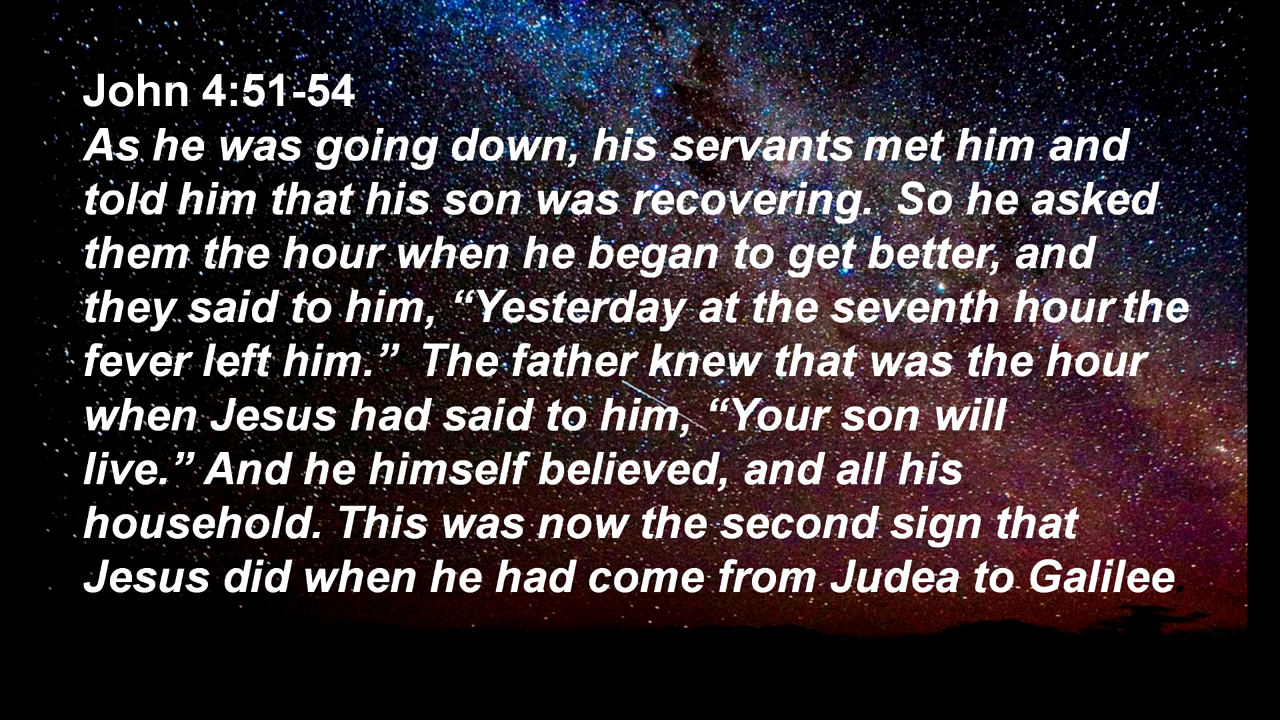 John 4:51-54
As he was going down, his servants met him and
told him that his son was recovering.  So he asked
them the hour when he began to get better, and
they said to him, “Yesterday at the seventh hour the
fever left him.”  The father knew that was the hour
when Jesus had said to him, “Your son will
live.” And he himself believed, and all his
household. This was now the second sign that
Jesus did when he had come from Judea to Galilee.